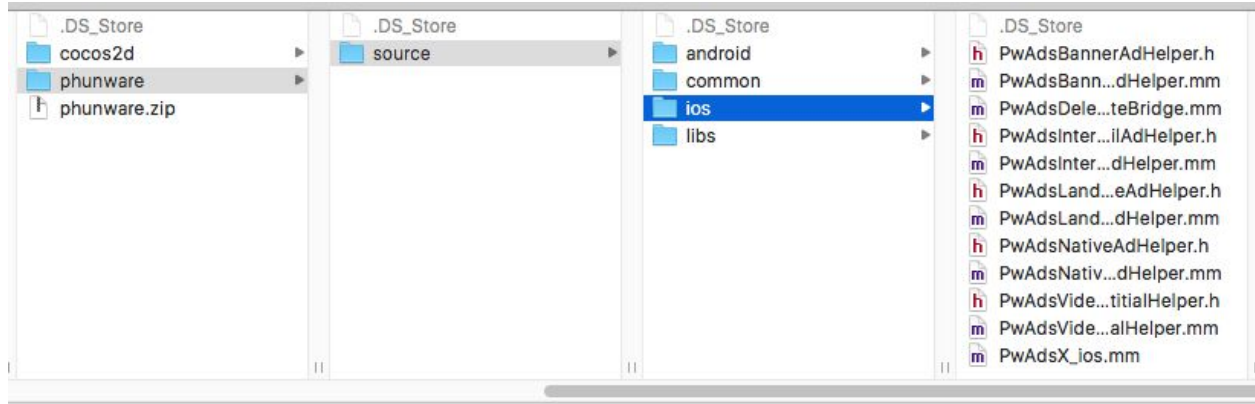 .DS_Store
cocos2d
phunware
phunware.zip
.DS_Store
source
.DS_Store
android
common
ios
libs
.DS_Store
h PwAdsBannerAdHelper.h
m PwAdsBann...dHelper.mm
m PwAdsDele...teBridge.mm
h PwAdsInter...ilAdHelper.h
m PwAdsInter...dHelper.mm
h PwAdsLand...eAdHelper.h
m PwAdsLand...dHelper.mm
h PwAdsNativeAdHelper.h
m PwAdsNativ...dHelper.mm
h PwAdsVide...titialHelper.h
m PwAdsVide...alHelper.mm
m PwAdsX_ios.mm